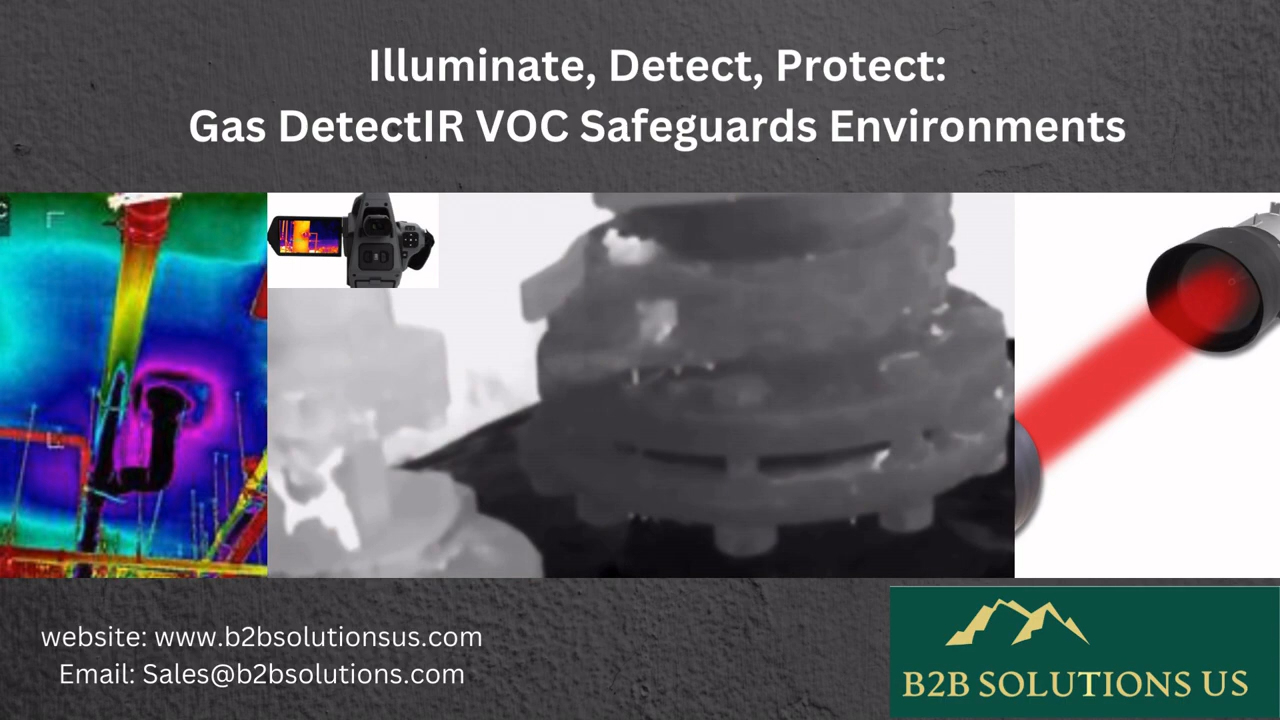 Illuminate, Detect, Protect:
Gas DetectIR VOC Safeguards Environments
website: www.b2bsolutionsus.com
Email: Sales@b2bsolutions.com
B2B SOLUTIONS US